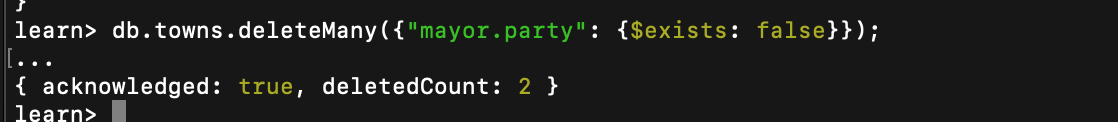 }
learn> db.towns.deleteMany({"mayor.party": {$exists: false}});
[...
{ acknowledged: true, deletedCount: 2 }
learn>